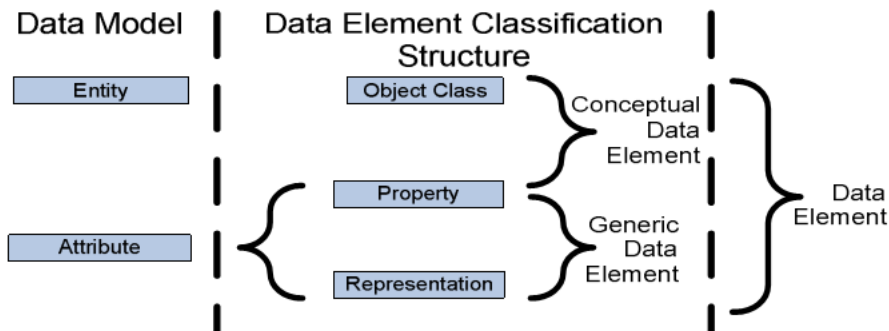 Data Model
Data Element Classification
Structure
Entity
Object Class
Conceptual
Data
Element
Property
Data
Element
Attribute
Generic
Data
Element
Representation